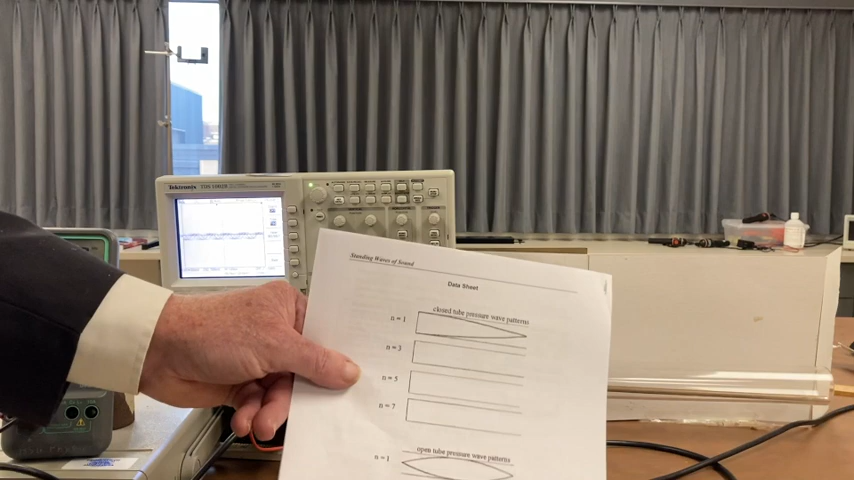 Tektronix
Standing Waves of Sound
Data Sheet
closed tube pressure wave patterns
n = 1
n = 3
n = 5
n = 7
open tube pressure wave patterns
n = 1